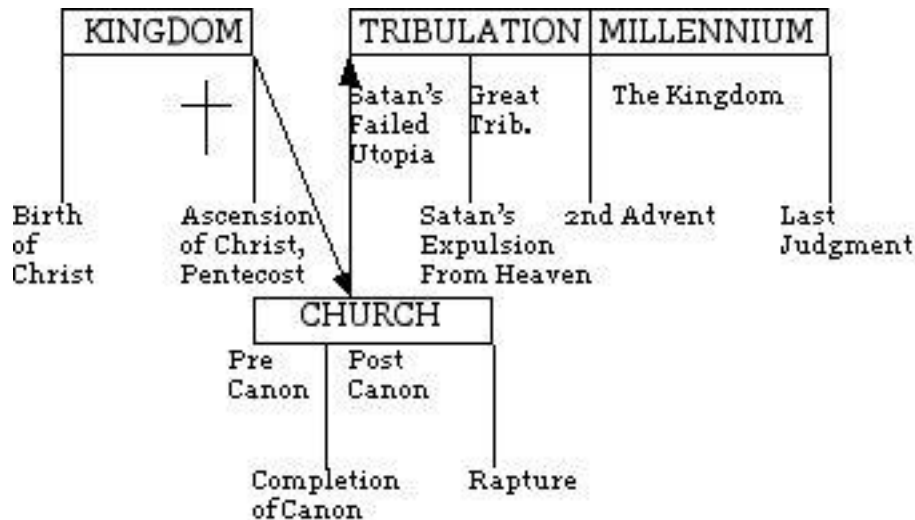 KINGDOM
TRIBULATION
MILLENNIUM
Satan's
Failed
Utopia
Great
Trib.
The Kingdom
Birth
of
Christ
Ascension
of Christ,
Pentecost
Satan's
Expulsion
From Heaven
2nd Advent
Last
Judgment
CHURCH
Pre
Canon
Post
Canon
Completion
of Canon
Rapture